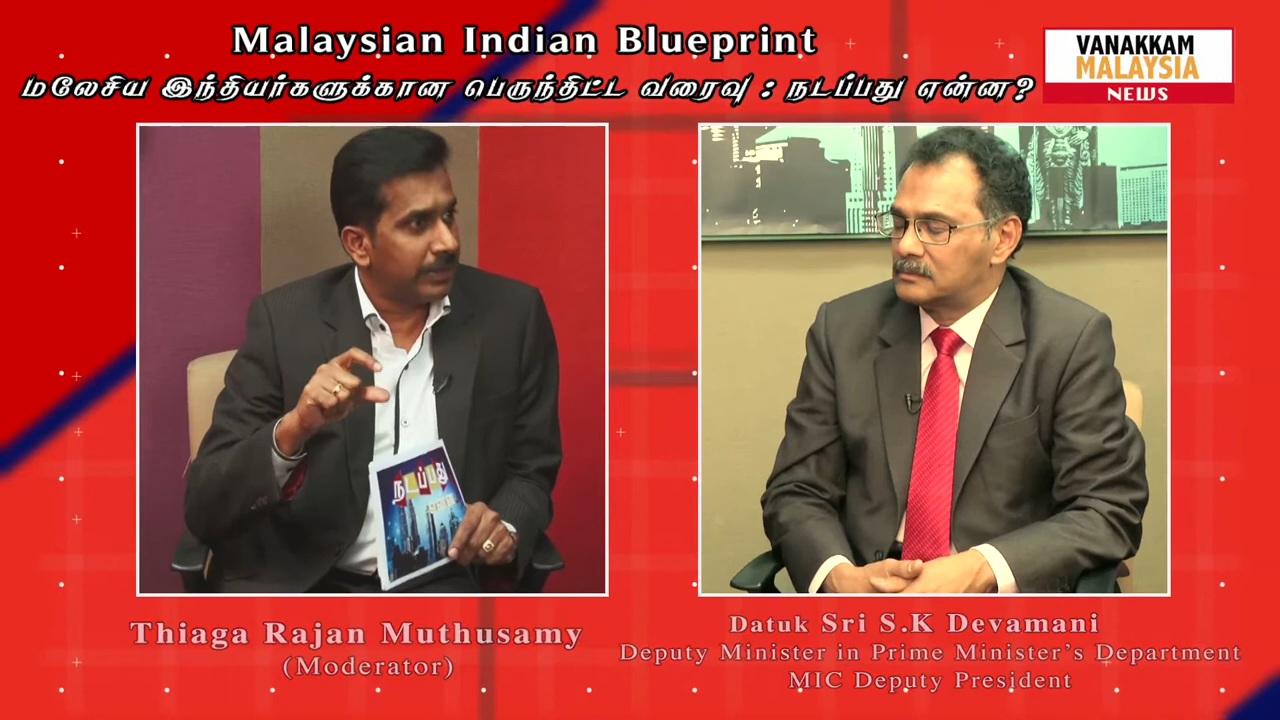 Malaysian Indian Blueprint
மலேசிய இந்தியர்களுக்கான பெருந்திட்ட வரைவு : நடப்பது என்ன?
VANAKKAM
MALAYSIA
NEWS
நடப்பது
Thiaga Rajan Muthusamy
(Moderator)
Datuk Sri S.K Devamani
Deputy Minister in Prime Minister's Department
MIC Deputy President